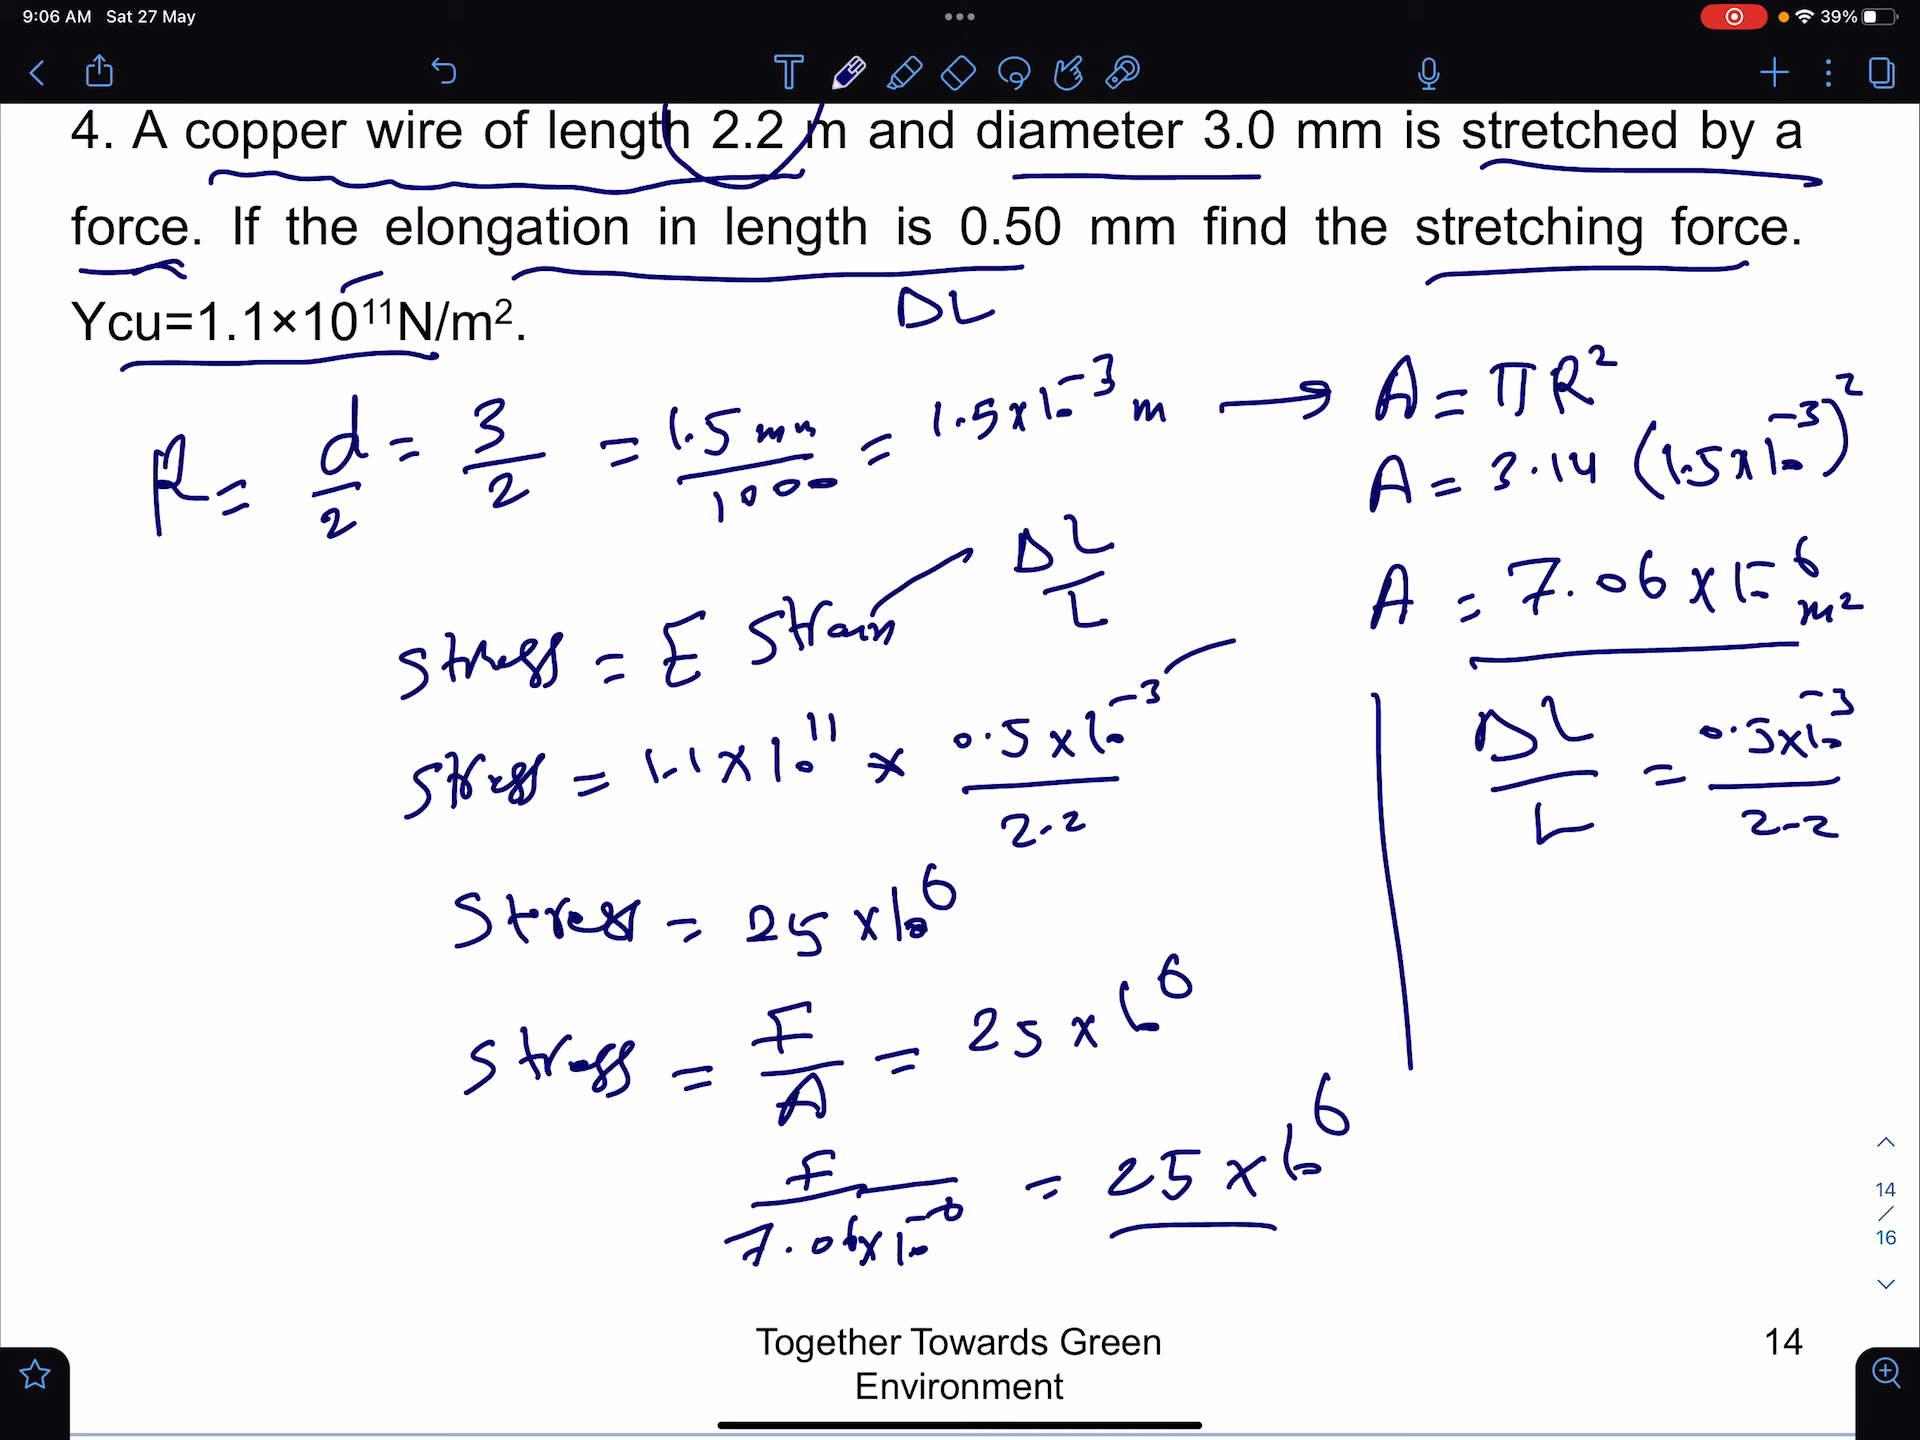 9:06 AM Sat 27 May
39%
4. A copper wire of length 2.2 m and diameter 3.0 mm is stretched by a
force. If the elongation in length is 0.50 mm find the stretching force.
Ycu=1.1×10¹¹N/m².
ΔL
R = d/2 = 3/2 = 1.5 mm/1000 = 1.5 x 10⁻³ m → A = πR²
A = 3.14 (1.5 x 10⁻³)²
A = 7.06 x 10⁻⁶ m²
stress = E strain ΔL/L
stress = 1.1 x 10¹¹ x 0.5 x 10⁻³/2.2
ΔL/L = 0.5 x 10⁻³/2.2
stress = 25 x 10⁶
stress = F/A = 25 x 10⁶
F/7.06 x 10⁻⁶ = 25 x 10⁶
14
/
16
Together Towards Green
Environment
14